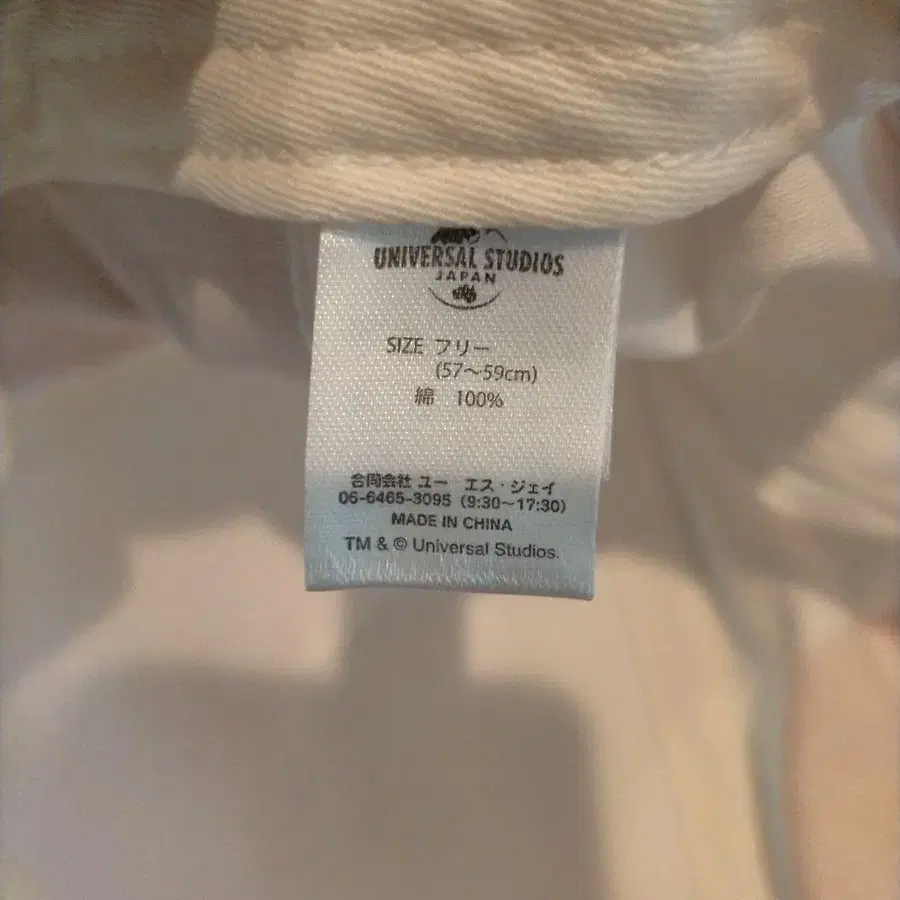 UNIVERSAL STUDIOS
JAPAN
SIZE フリー
(57～59cm)
綿 100%
合同会社 ユー エス・ジェイ
06-6465-3095 (9:30～17:30)
MADE IN CHINA
TM & © Universal Studios.